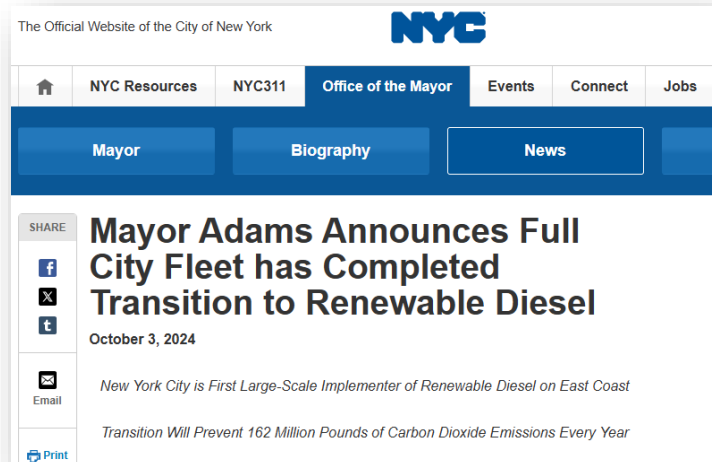 The Official Website of the City of New York
NYC
NYC Resources
NYC311
Office of the Mayor
Events
Connect
Jobs
Mayor
Biography
News
SHARE
Mayor Adams Announces Full
City Fleet has Completed
Transition to Renewable Diesel
October 3, 2024
New York City is First Large-Scale Implementer of Renewable Diesel on East Coast
Email
Transition Will Prevent 162 Million Pounds of Carbon Dioxide Emissions Every Year
Print